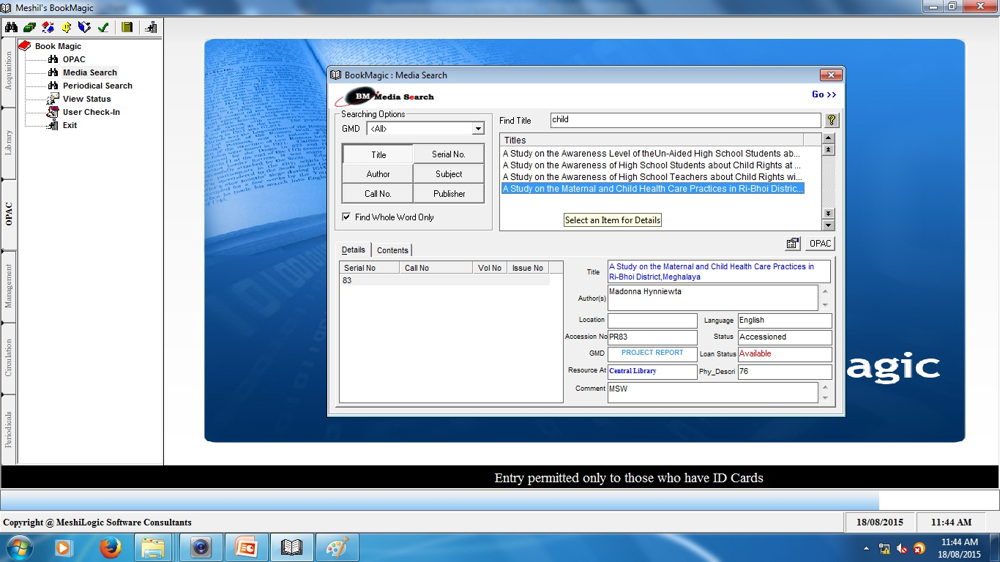 Meshil's BookMagic
Book Magic
OPAC
Media Search
Periodical Search
View Status
User Check-In
Exit
Acquisition
Library
OPAC
Management
Circulation
Periodicals
BookMagic : Media Search
BM Media Search
Go >>
Searching Options
GMD <All>
Title Serial No.
Author Subject
Call No. Publisher
Find Whole Word Only
Find Title child
Titles
A Study on the Awareness Level of theUn-Aided High School Students ab...
A Study on the Awareness of High School Students about Child Rights at ...
A Study on the Awareness of High School Teachers about Child Rights wi...
A Study on the Maternal and Child Health Care Practices in Ri-Bhoi Distric...
Select an Item for Details
OPAC
Details Contents
Serial No Call No Vol No Issue No
83
Title A Study on the Maternal and Child Health Care Practices in
Ri-Bhoi District,Meghalaya
Author(s) Madonna Hynniewta
Location Language English
Accession No PR83 Status Accessioned
GMD PROJECT REPORT Loan Status Available
Resource At Central Library Phy_Descri 76
Comment MSW
agic
Entry permitted only to those who have ID Cards
Copyright @ MeshiLogic Software Consultants 18/08/2015 11:44 AM
11:44 AM
18/08/2015